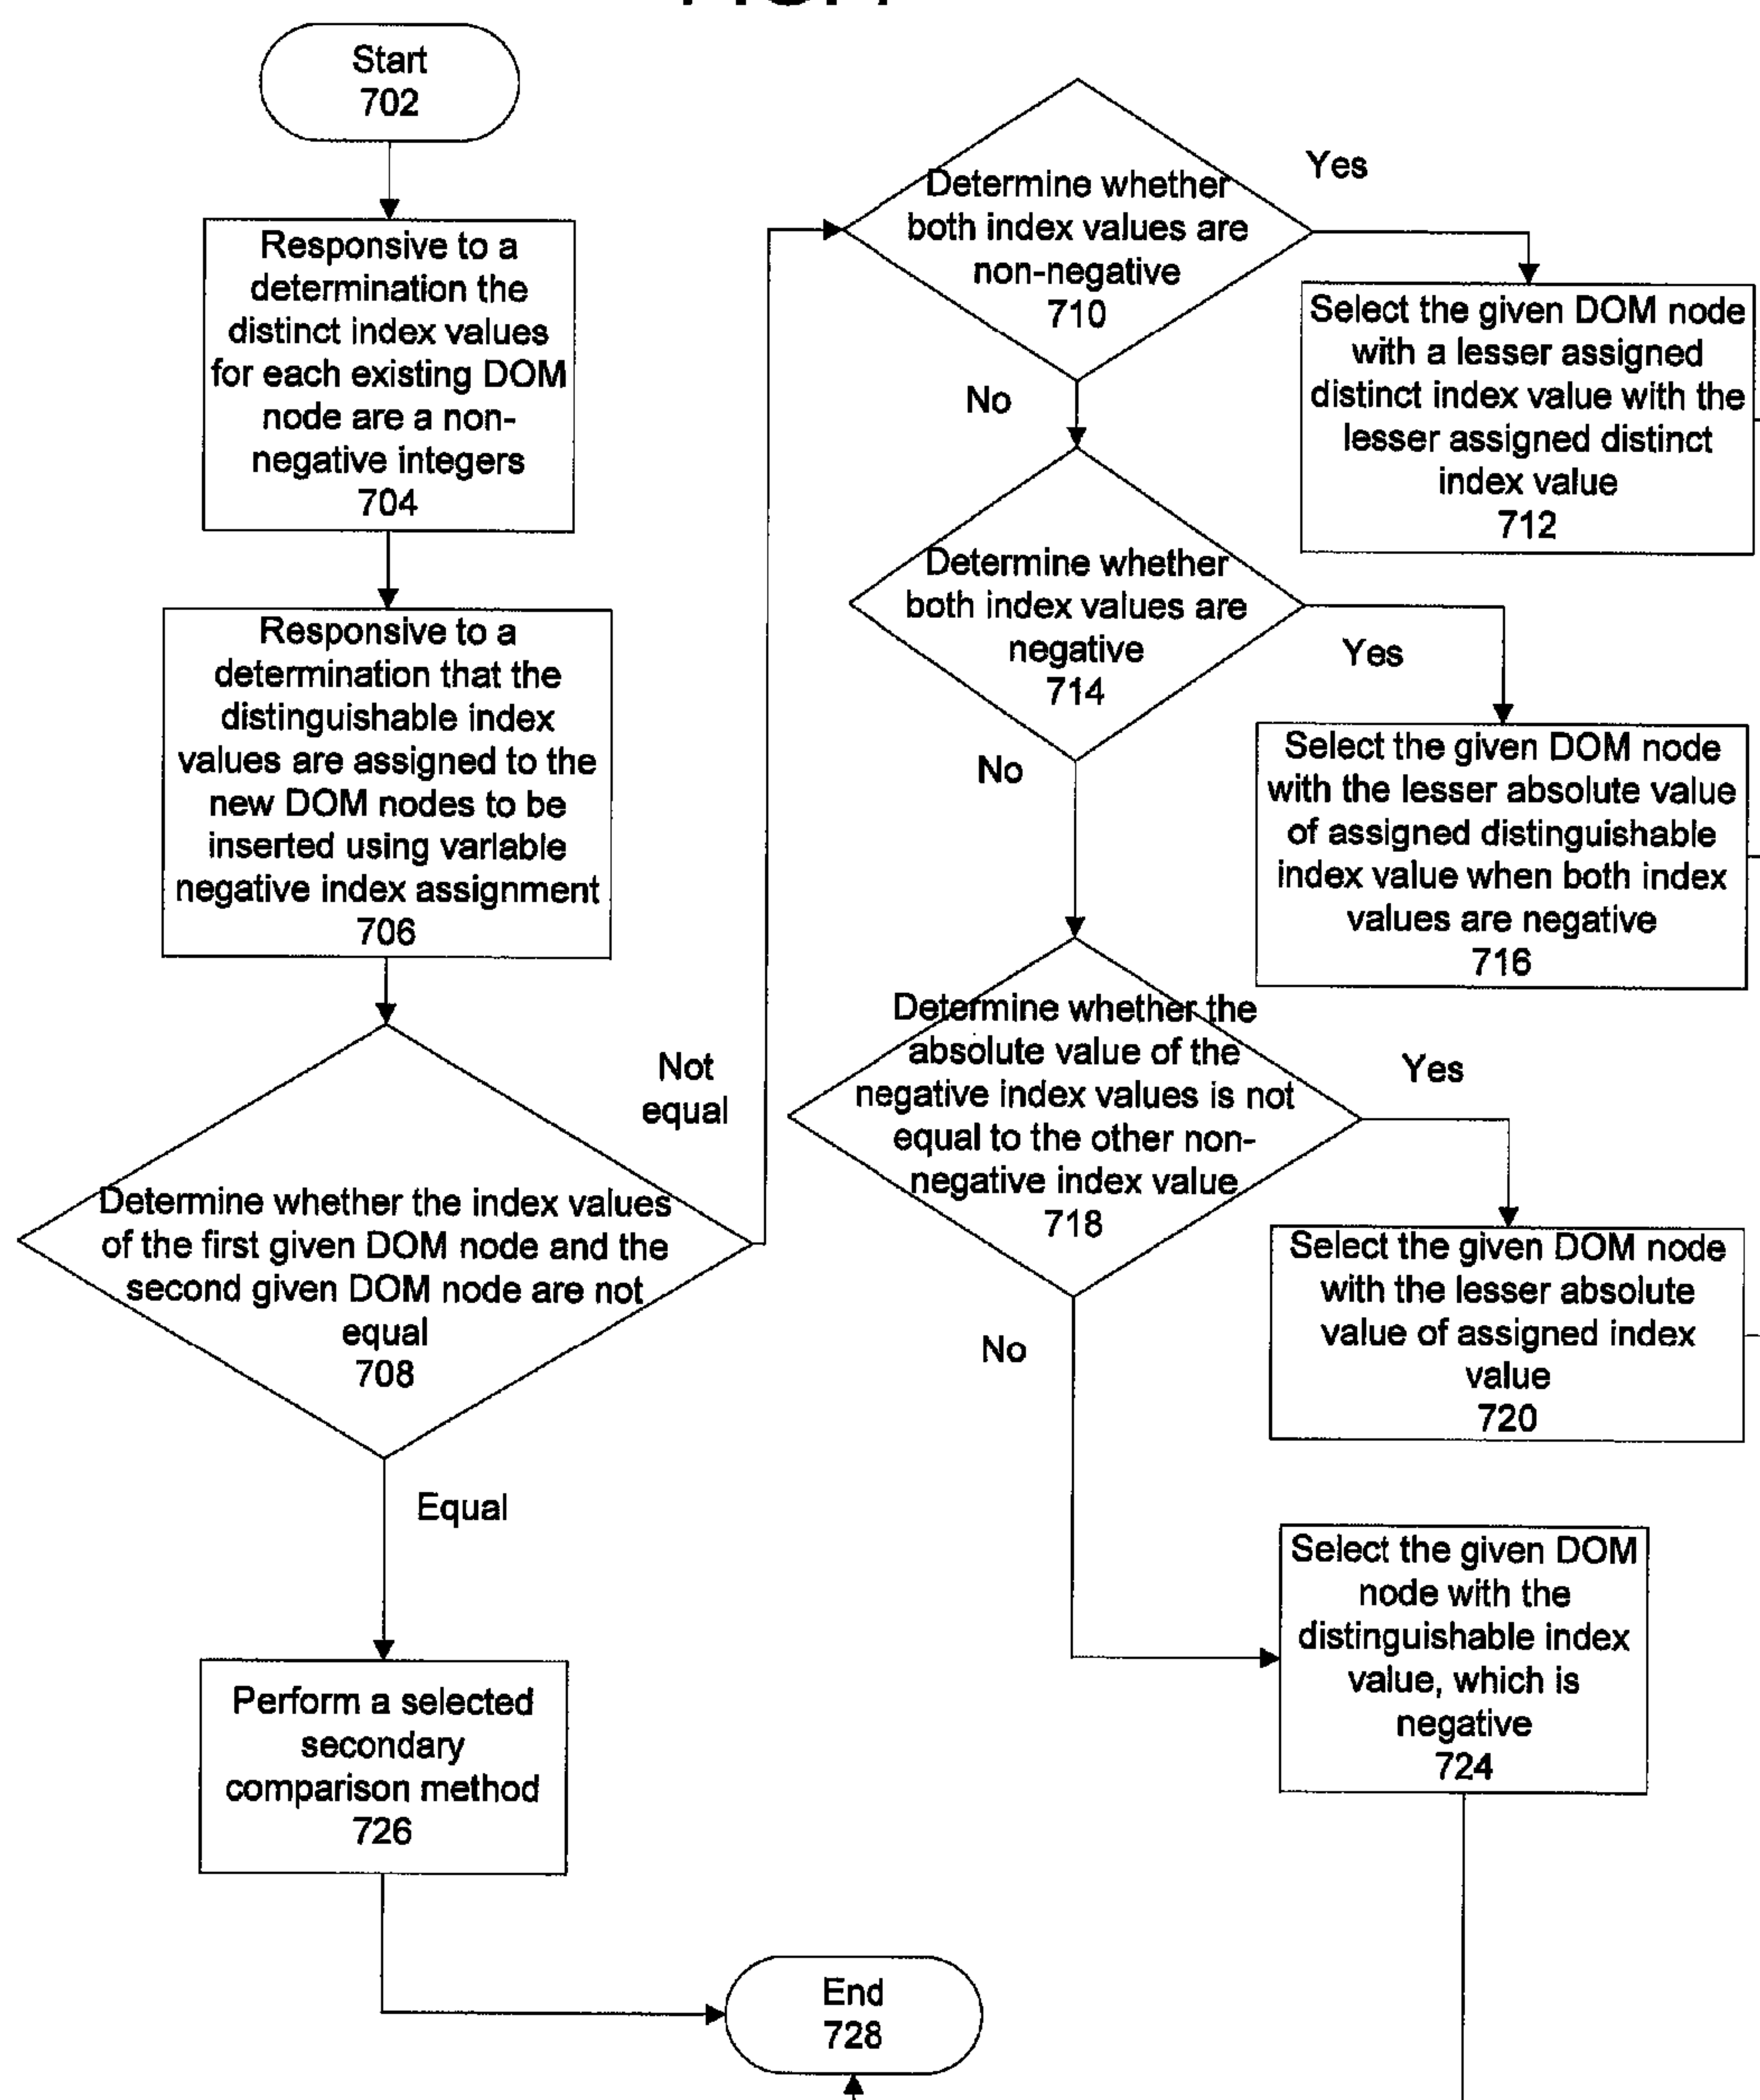 Start
702
Responsive to a
determination the
distinct index values
for each existing DOM
node are a non-
negative integers
704
Responsive to a
determination that the
distinguishable index
values are assigned to the
new DOM nodes to be
inserted using variable
negative index assignment
706
Not
equal
Determine whether the index values
of the first given DOM node and the
second given DOM node are not
equal
708
Equal
Perform a selected
secondary
comparison method
726
End
728
Determine whether
both index values are
non-negative
710
Yes
Select the given DOM node
with a lesser assigned
distinct index value with the
lesser assigned distinct
index value
712
No
Determine whether
both index values are
negative
714
Yes
Select the given DOM node
with the lesser absolute value
of assigned distinguishable
index value when both index
values are negative
716
No
Determine whether the
absolute value of the
negative index values is not
equal to the other non-
negative index value
718
Yes
Select the given DOM node
with the lesser absolute
value of assigned index
value
720
No
Select the given DOM
node with the
distinguishable index
value, which is
negative
724